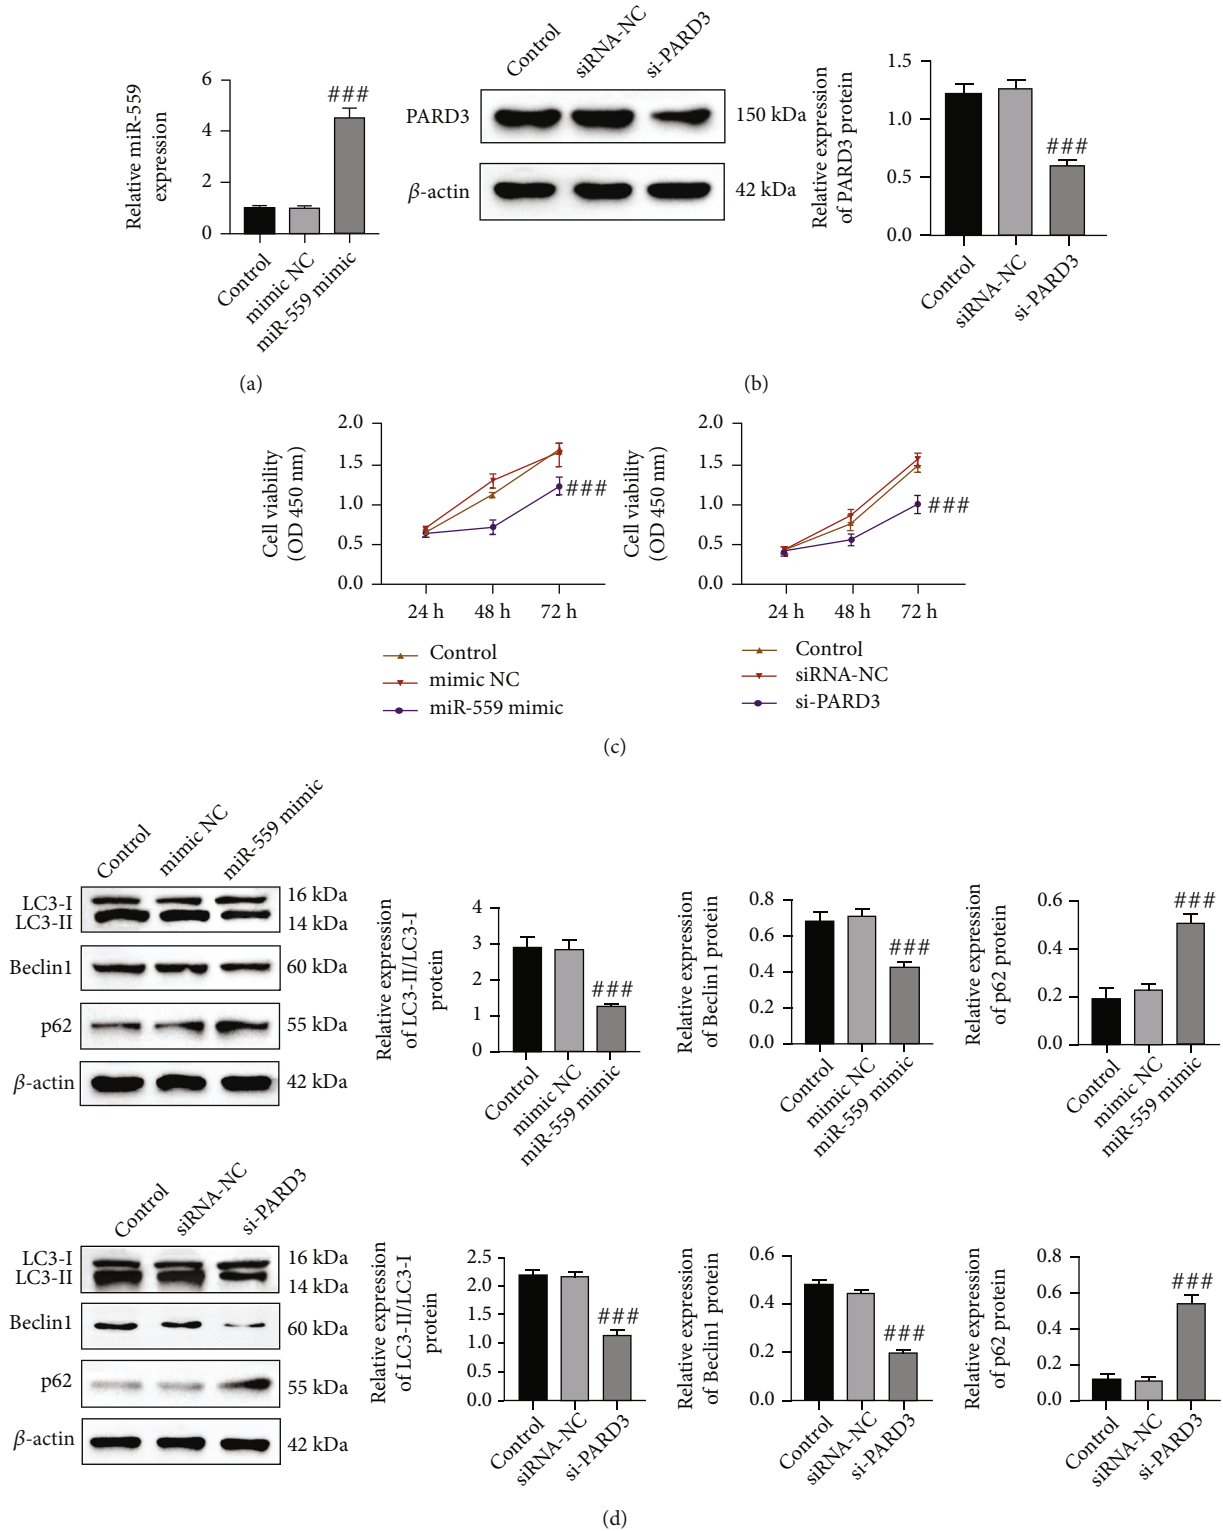 Relative miR-559
expression
6
4
2
0
###
Control
mimic NC
miR-559 mimic
(a)
Control
siRNA-NC
si-PARD3
PARD3
150 kDa
β-actin
42 kDa
Relative expression
of PARD3 protein
1.5
1.0
0.5
0.0
###
Control
siRNA-NC
si-PARD3
(b)
Cell viability
(OD 450 nm)
2.0
1.5
1.0
0.5
0.0
###
24 h 48 h 72 h
Control
mimic NC
miR-559 mimic
Cell viability
(OD 450 nm)
2.0
1.5
1.0
0.5
0.0
###
24 h 48 h 72 h
Control
siRNA-NC
si-PARD3
(c)
Control
mimic NC
miR-559 mimic
LC3-I
16 kDa
LC3-II
14 kDa
Beclin1
60 kDa
p62
55 kDa
β-actin
42 kDa
Relative expression
of LC3-II/LC3-I
protein
4
3
2
1
0
###
Control
mimic NC
miR-559 mimic
Relative expression
of Beclin1 protein
0.8
0.6
0.4
0.2
0.0
###
Control
mimic NC
miR-559 mimic
Relative expression
of p62 protein
0.6
0.4
0.2
0.0
###
Control
mimic NC
miR-559 mimic
Control
siRNA-NC
si-PARD3
LC3-I
16 kDa
LC3-II
14 kDa
Beclin1
60 kDa
p62
55 kDa
β-actin
42 kDa
Relative expression
of LC3-II/LC3-I
protein
2.5
2.0
1.5
1.0
0.5
0.0
###
Control
siRNA-NC
si-PARD3
Relative expression
of Beclin1 protein
0.6
0.4
0.2
0.0
###
Control
siRNA-NC
si-PARD3
Relative expression
of p62 protein
0.8
0.6
0.4
0.2
0.0
###
Control
siRNA-NC
si-PARD3
(d)